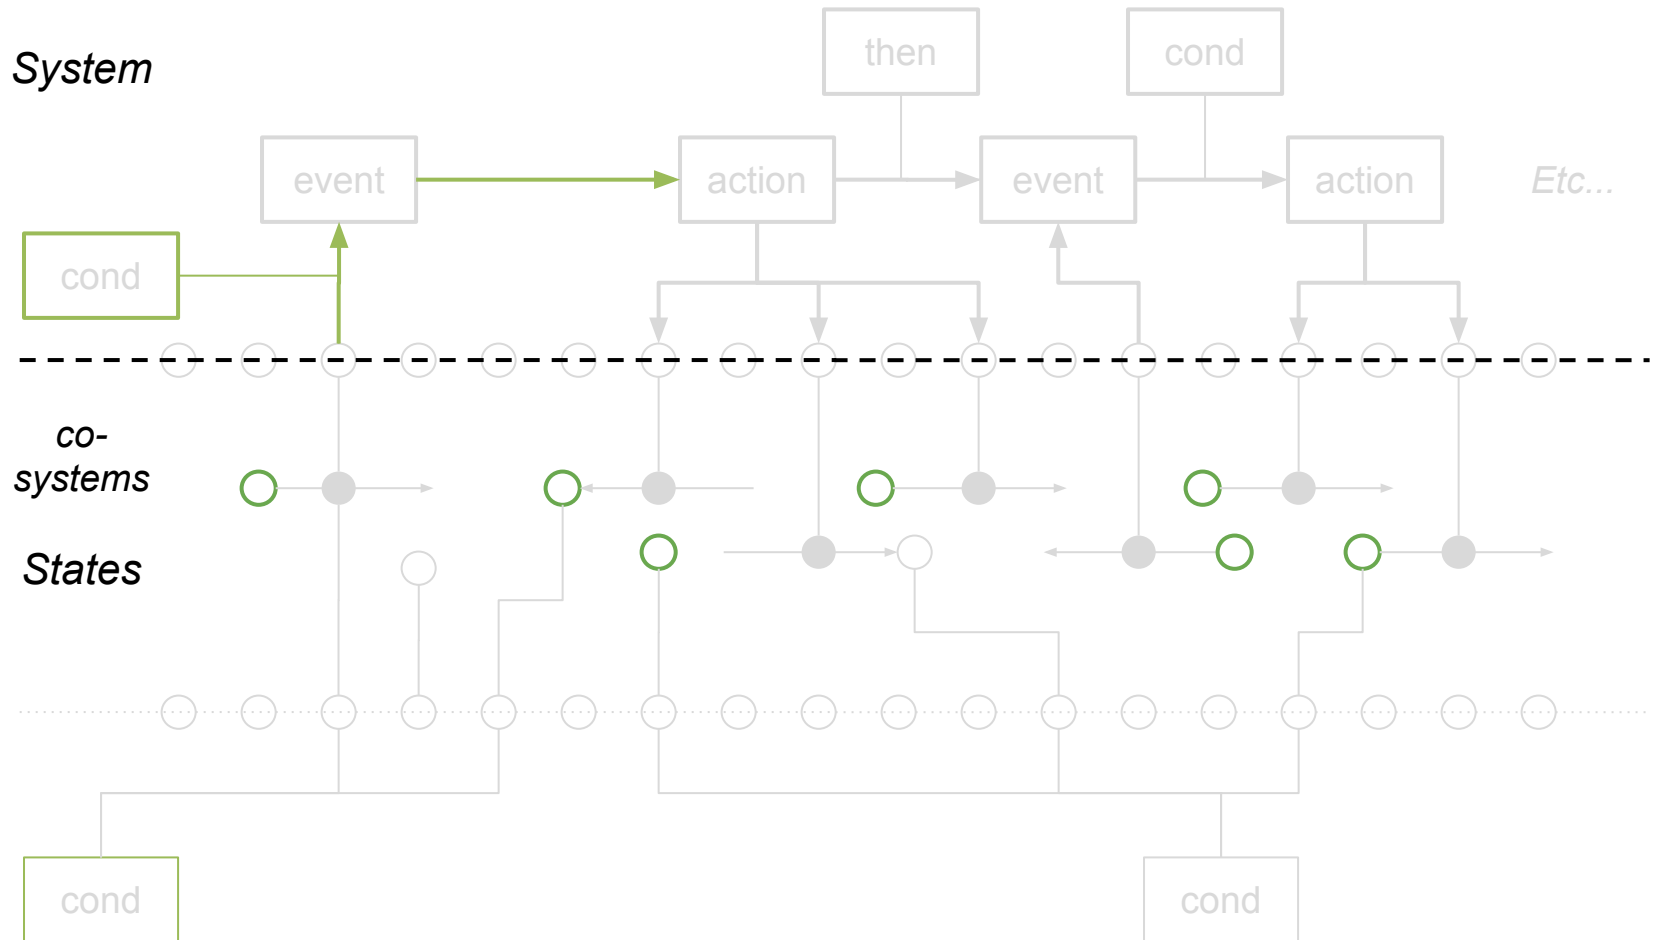 then
cond
System
event
action
event
action
Etc...
cond
co-
systems
States
cond
cond